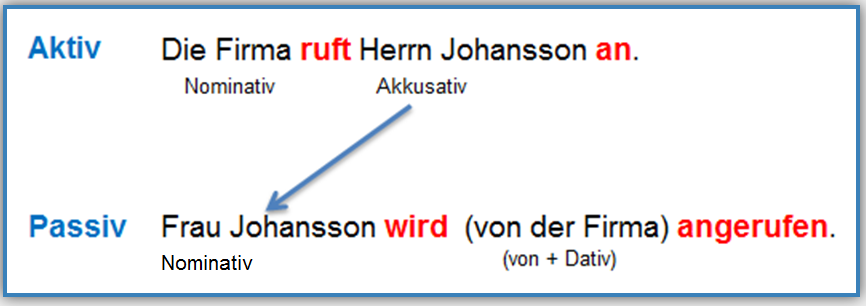 Aktiv Die Firma ruft Herrn Johansson an.
Nominativ Akkusativ
Passiv Frau Johansson wird (von der Firma) angerufen.
Nominativ (von + Dativ)